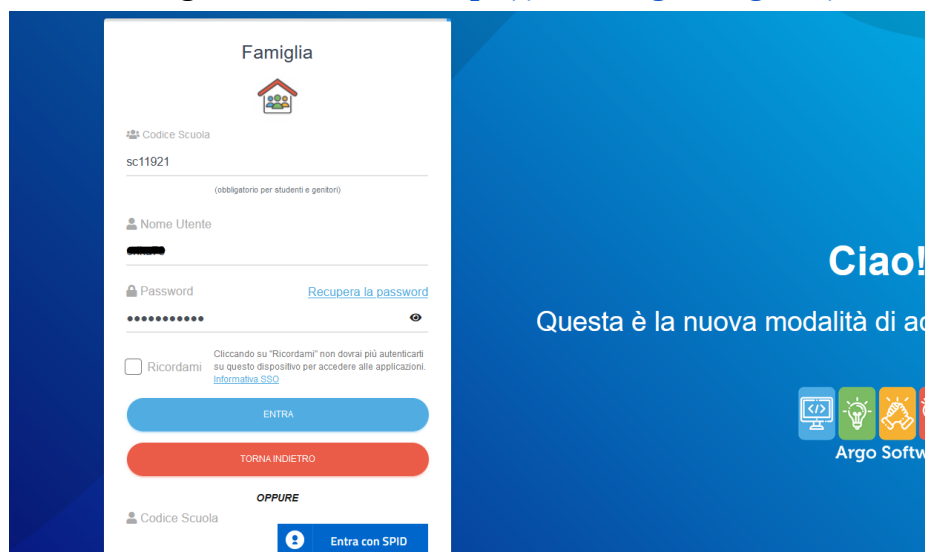 Famiglia
Codice Scuola
sc11921
(obbligatorio per studenti e genitori)
Nome Utente
Password
Recupera la password
Ricordami
Cliccando su "Ricordami" non dovrai più autenticarti
su questo dispositivo per accedere alle applicazioni.
Informativa SSO
ENTRA
TORNA INDIETRO
OPPURE
Codice Scuola
Entra con SPID
Ciao!
Questa è la nuova modalità di
Argo